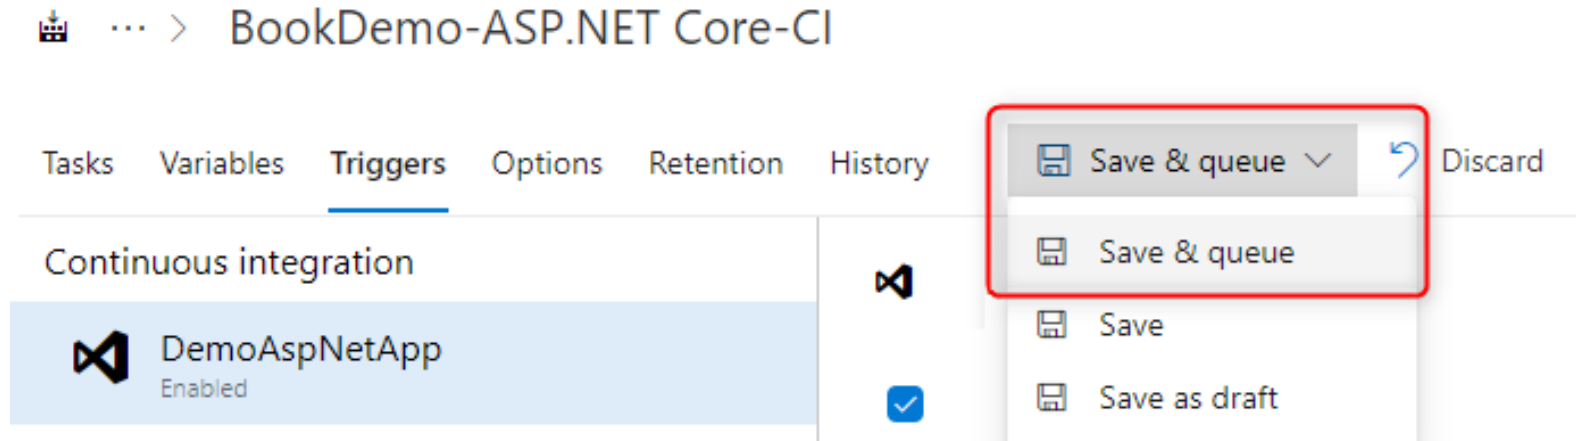 ··· > BookDemo-ASP.NET Core-CI
Tasks Variables Triggers Options Retention History Save & queue Discard
Continuous integration
Save & queue
DemoAspNetApp
Enabled
Save
Save as draft